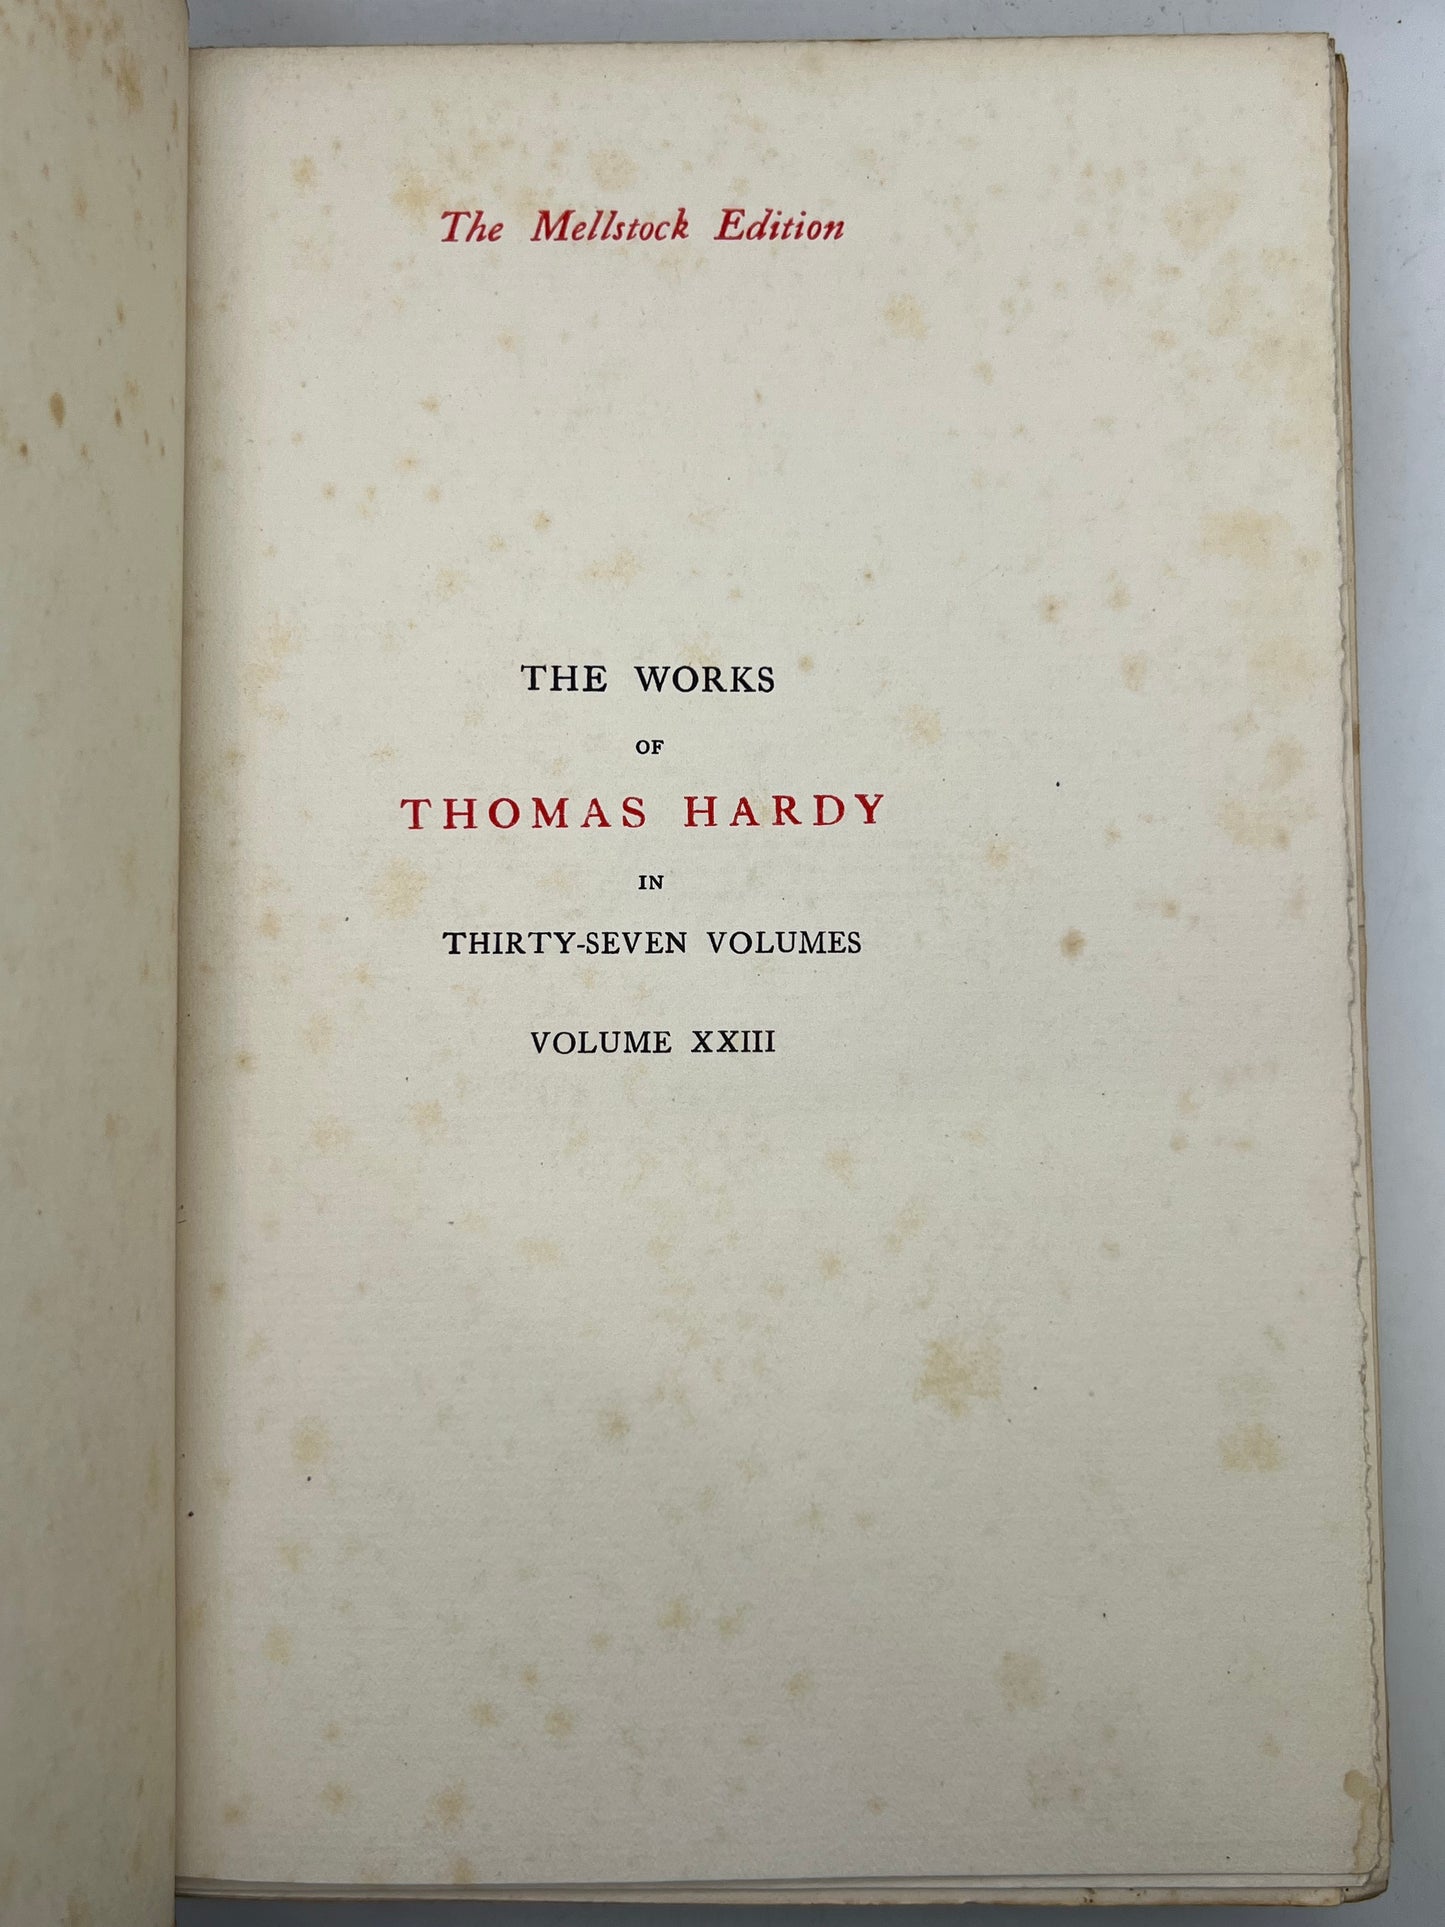 The Mellstock Edition
THE WORKS
OF
THOMAS HARDY
IN
THIRTY-SEVEN VOLUMES
VOLUME XXIII